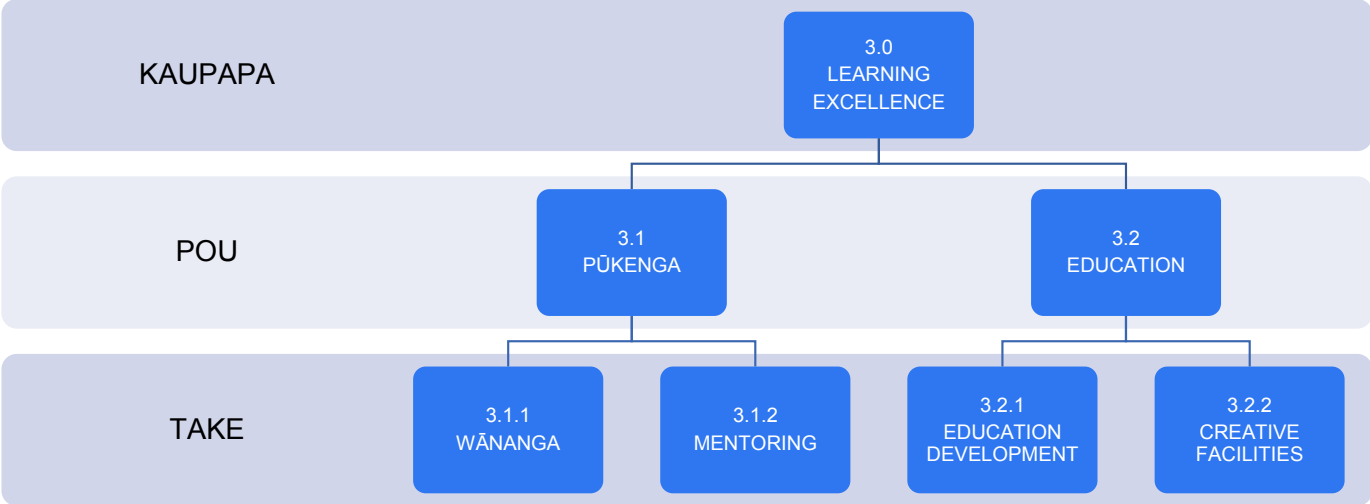 KAUPAPA
3.0
LEARNING
EXCELLENCE
POU
3.1
PŪKENGA
3.2
EDUCATION
TAKE
3.1.1
WĀNANGA
3.1.2
MENTORING
3.2.1
EDUCATION
DEVELOPMENT
3.2.2
CREATIVE
FACILITIES